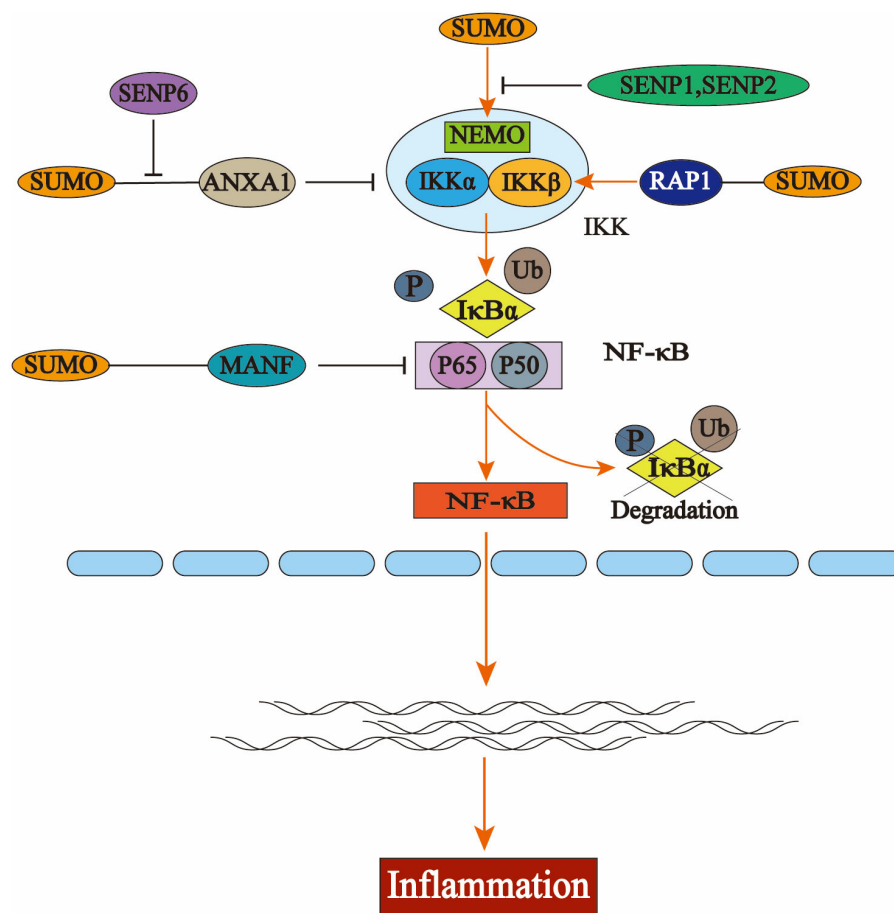 SUMO
SENP6
SENP1,SENP2
NEMO
SUMO
ANXA1
IKKα
IKKβ
RAP1
SUMO
IKK
P
Ub
IκBα
SUMO
MANF
P65
P50
NF-κB
P
Ub
IκBα
Degradation
NF-κB
Inflammation